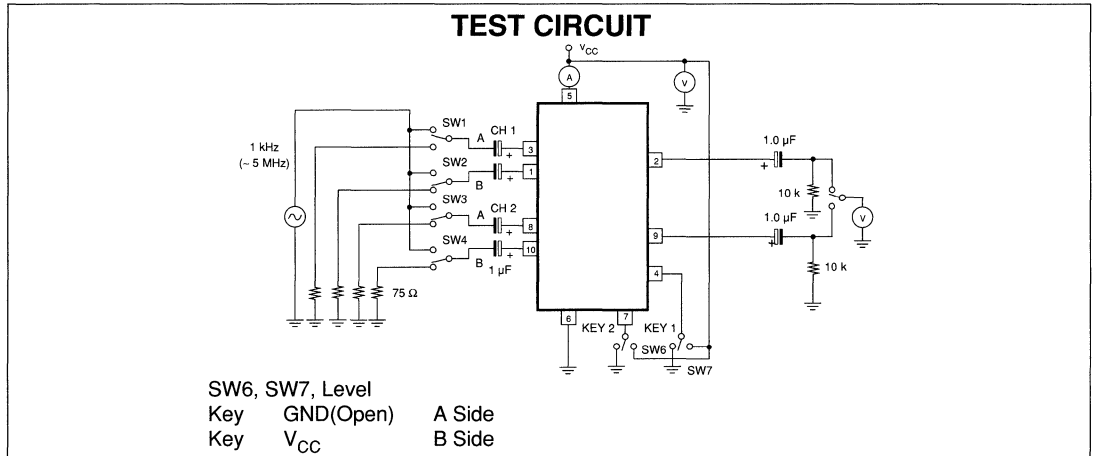 TEST CIRCUIT
VCC
A
V
5
1 kHz
(~ 5 MHz)
SW1
A
CH 1
+
3
SW2
B
+
1
SW3
A
CH 2
+
8
SW4
B
+
10
1 µF
75 Ω
2
1.0 µF
+
10 k
V
9
1.0 µF
+
10 k
4
6
7
KEY 2
KEY 1
SW6
SW7
SW6, SW7, Level
Key GND(Open) A Side
Key VCC B Side